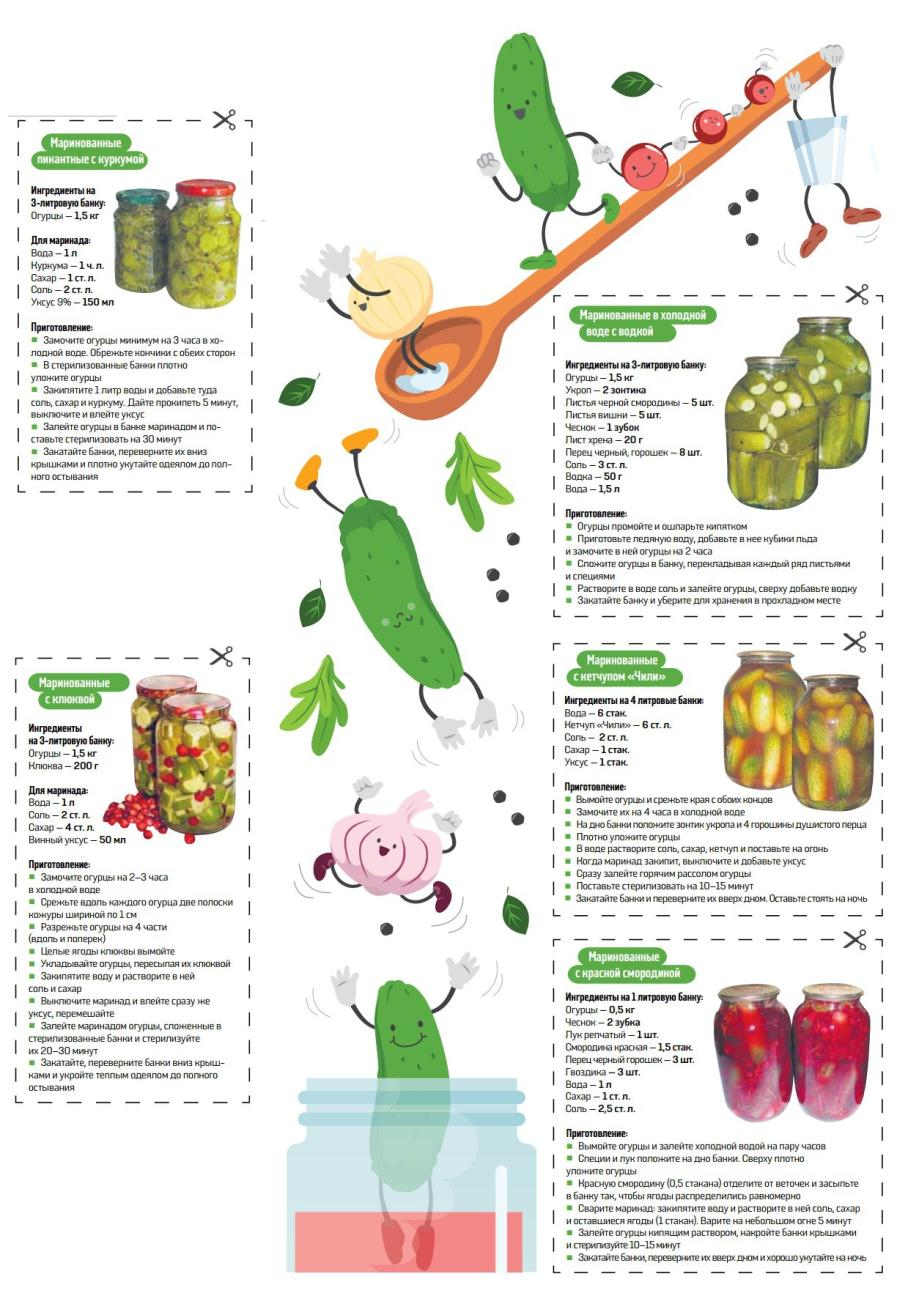 Маринованные
пикантные с куркумой
Ингредиенты на
3-литровую банку:
Огурцы – 1,5 кг
Для маринада:
Вода – 1 л
Куркума – 1 ч. л.
Сахар – 1 ст. л.
Соль – 2 ст. л.
Уксус 9% – 150 мл
Приготовление:
Замочите огурцы минимум на 3 часа в хо-
лодной воде. Обрежьте кончики с обеих сторон
В стерилизованные банки плотно
уложите огурцы
Закипятите 1 литр воды и добавьте туда
соль, сахар и куркуму. Дайте прокипеть 5 минут,
выключите и влейте уксус
Залейте огурцы в банке маринадом и по-
ставьте стерилизовать на 30 минут
Закатайте банки, переверните их вниз
крышками и плотно укутайте одеялом до пол-
ного остывания
Маринованные
с клюквой
Ингредиенты
на 3-литровую банку:
Огурцы – 1,5 кг
Клюква – 200 г
Для маринада:
Вода – 1 л
Соль – 2 ст. л.
Сахар – 4 ст. л.
Винный уксус – 50 мл
Приготовление:
Замочите огурцы на 2–3 часа
в холодной воде
Срежьте вдоль каждого огурца две полоски
кожуры шириной по 1 см
Разрежьте огурцы на 4 части
(вдоль и поперек)
Целые ягоды клюквы вымойте
Укладывайте огурцы, пересыпая их клюквой
Закипятите воду и растворите в ней
соль и сахар
Выключите маринад и влейте сразу же
уксус, перемешайте
Залейте маринадом огурцы, сложенные в
стерилизованные банки и стерилизуйте
их 20–30 минут
Закатайте, переверните банки вниз крыш-
ками и укройте теплым одеялом до полного
остывания
Маринованные в холодной
воде с водкой
Ингредиенты на 3-литровую банку:
Огурцы – 1,5 кг
Укроп – 2 зонтика
Листья черной смородины – 5 шт.
Листья вишни – 5 шт.
Чеснок – 1 зубок
Лист хрена – 20 г
Перец черный, горошек – 8 шт.
Соль – 3 ст. л.
Водка – 50 г
Вода – 1,5 л
Приготовление:
Огурцы промойте и ошпарьте кипятком
Приготовьте ледяную воду, добавьте в нее кубики льда
и замочите в ней огурцы на 2 часа
Сложите огурцы в банку, перекладывая каждый ряд листьями
и специями
Растворите в воде соль и залейте огурцы, сверху добавьте водку
Закатайте банку и уберите для хранения в прохладном месте
Маринованные
с кетчупом «Чили»
Ингредиенты на 4 литровые банки:
Вода – 6 стак.
Кетчуп «Чили» – 6 ст. л.
Соль – 2 ст. л.
Сахар – 1 стак.
Уксус – 1 стак.
Приготовление:
Вымойте огурцы и срежьте края с обоих концов
Замочите их на 4 часа в холодной воде
На дно банки положите зонтик укропа и 4 горошины душистого перца
Плотно уложите огурцы
В воде растворите соль, сахар, кетчуп и поставьте на огонь
Когда маринад закипит, выключите и добавьте уксус
Сразу залейте горячим рассолом огурцы
Поставьте стерилизовать на 10–15 минут
Закатайте банки и переверните их вверх дном. Оставьте стоять на ночь
Маринованные
с красной смородиной
Ингредиенты на 1 литровую банку:
Огурцы – 0,5 кг
Чеснок – 2 зубка
Лук репчатый – 1 шт.
Смородина красная – 1,5 стак.
Перец черный горошек – 3 шт.
Гвоздика – 3 шт.
Вода – 1 л
Сахар – 1 ст. л.
Соль – 2,5 ст. л.
Приготовление:
Вымойте огурцы и залейте холодной водой на пару часов
Специи и лук положите на дно банки. Сверху плотно
уложите огурцы
Красную смородину (0,5 стакана) отделите от веточек и засыпьте
в банку так, чтобы ягоды распределились равномерно
Сварите маринад: закипятите воду и растворите в ней соль, сахар
и оставшиеся ягоды (1 стакан). Варите на небольшом огне 5 минут
Залейте огурцы кипящим раствором, накройте банки крышками
и стерилизуйте 10–15 минут
Закатайте банки, переверните их вверх дном и хорошо укутайте на ночь